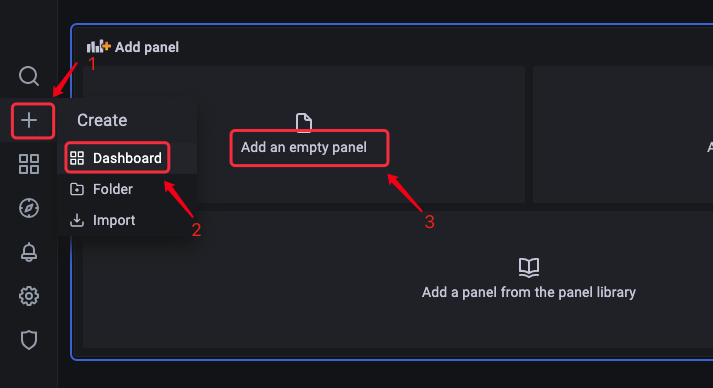 Add panel
1
Create
Add an empty panel
Dashboard
Folder
3
Import
2
Add a panel from the panel library